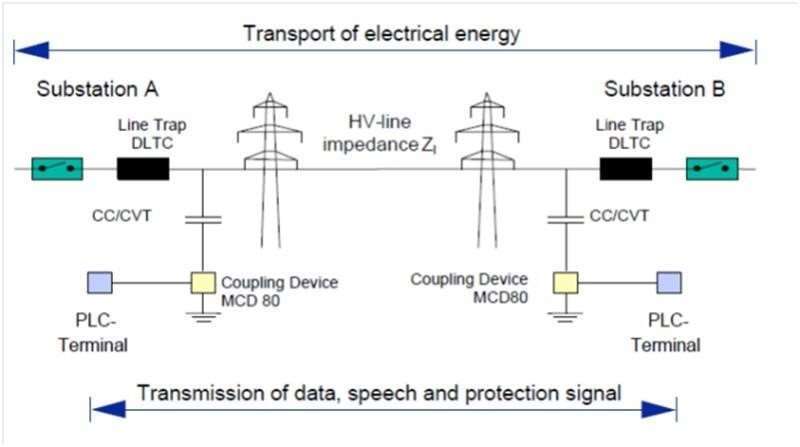 Transport of electrical energy
Substation A
Substation B
Line Trap
DLTC
HV-line
impedance Zl
Line Trap
DLTC
CC/CVT
CC/CVT
Coupling Device
MCD 80
Coupling Device
MCD80
PLC-
Terminal
PLC-
Terminal
Transmission of data, speech and protection signal